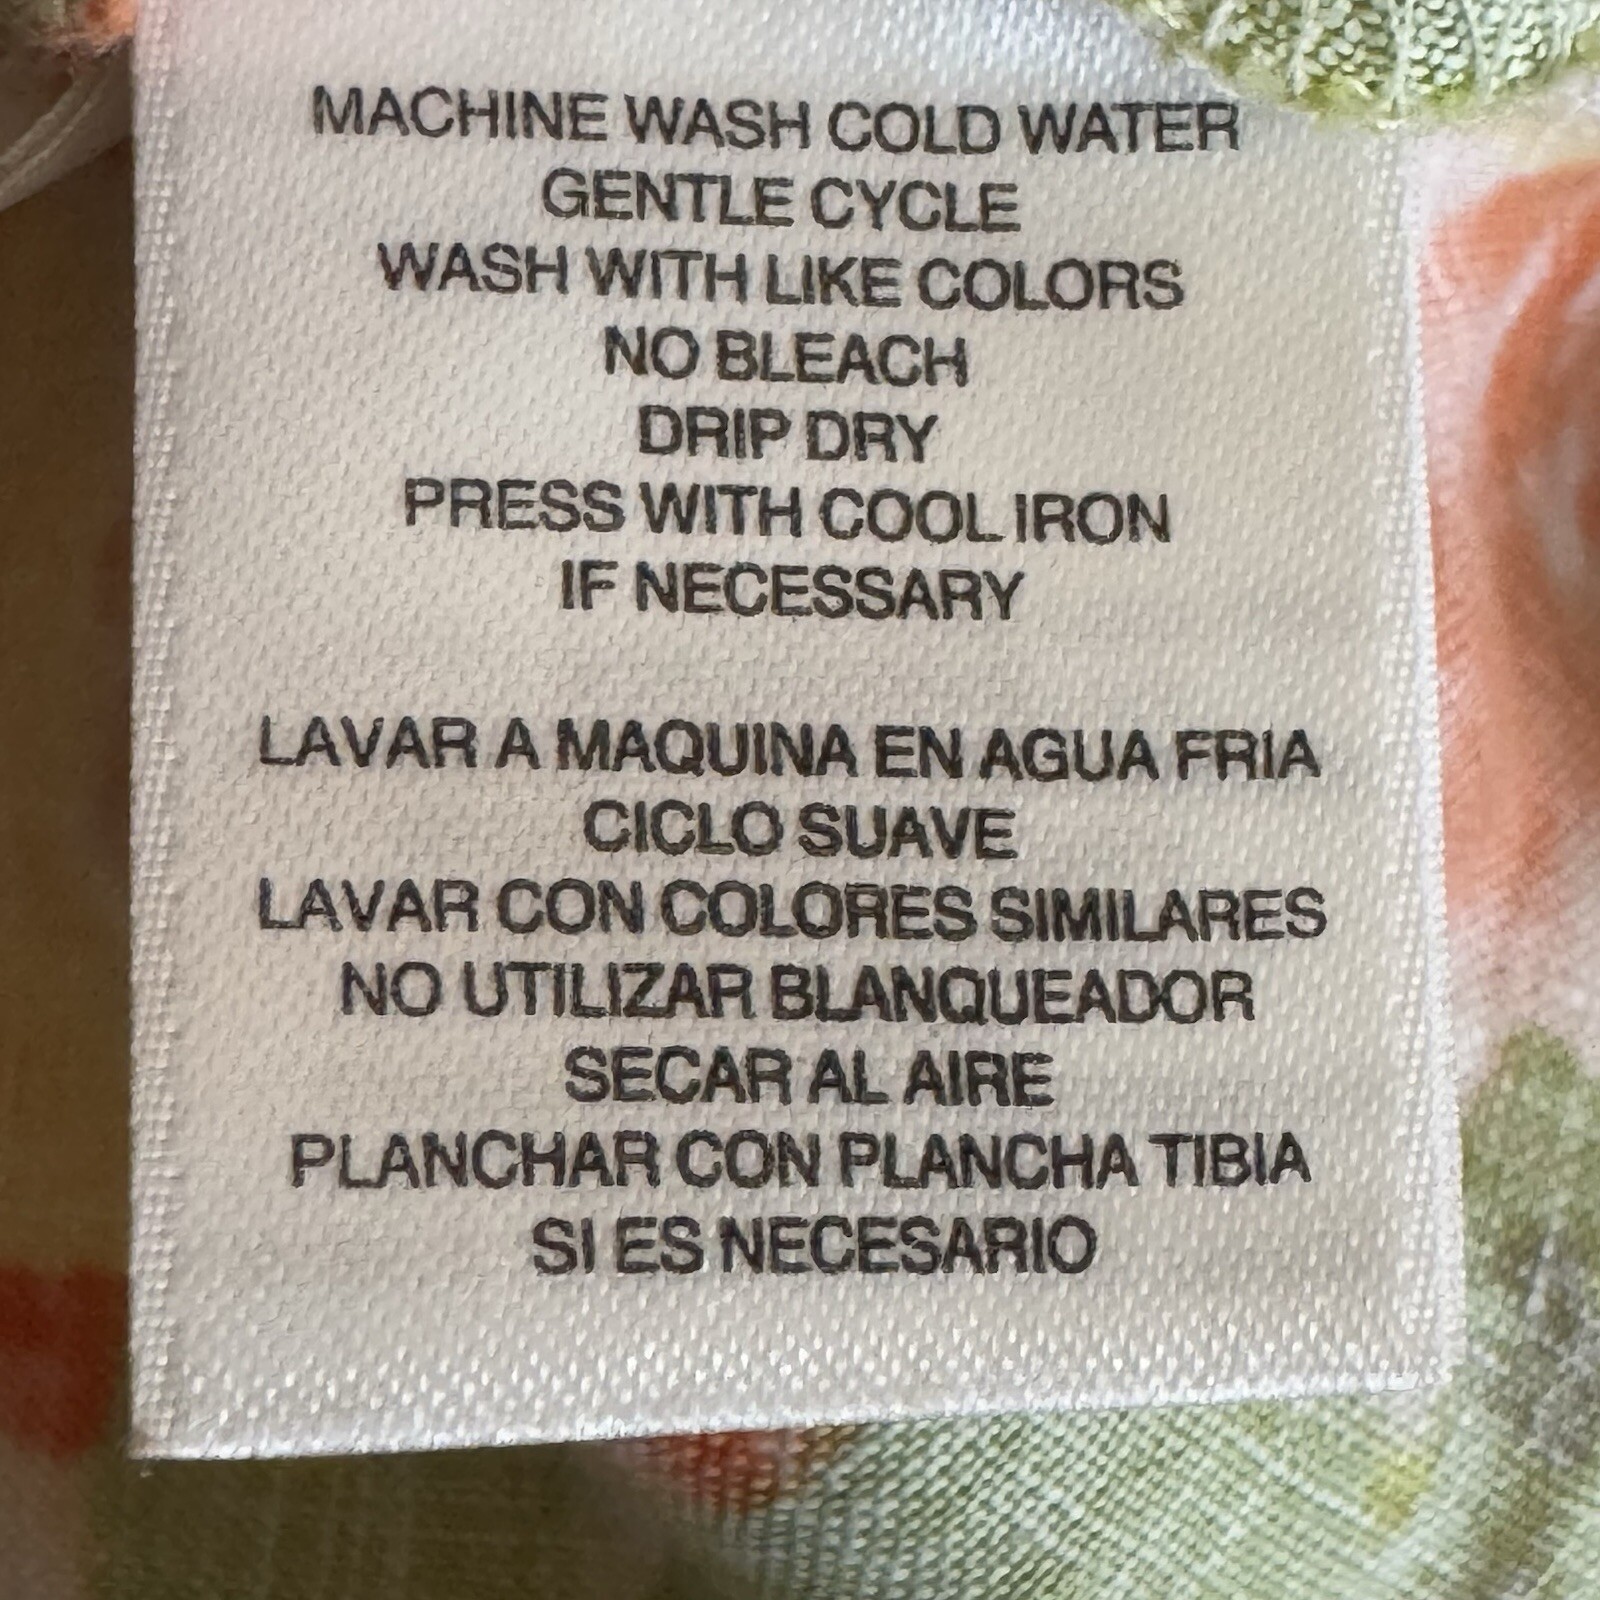 MACHINE WASH COLD WATER
GENTLE CYCLE
WASH WITH LIKE COLORS
NO BLEACH
DRIP DRY
PRESS WITH COOL IRON
IF NECESSARY
LAVAR A MAQUINA EN AGUA FRIA
CICLO SUAVE
LAVAR CON COLORES SIMILARES
NO UTILIZAR BLANQUEADOR
SECAR AL AIRE
PLANCHAR CON PLANCHA TIBIA
SI ES NECESARIO